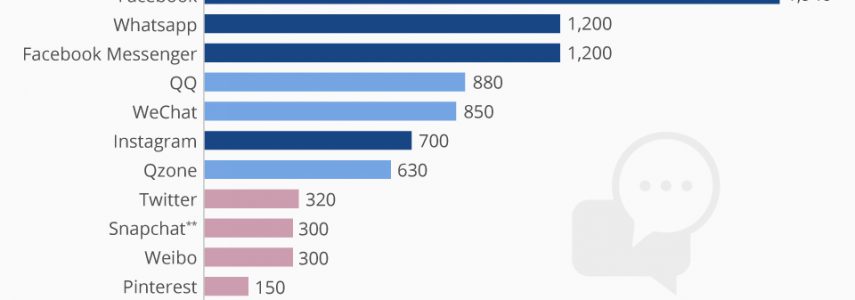 Facebook
Whatsapp 1,200
Facebook Messenger 1,200
QQ 880
WeChat 850
Instagram 700
Qzone 630
Twitter 320
Snapchat** 300
Weibo 300
Pinterest 150